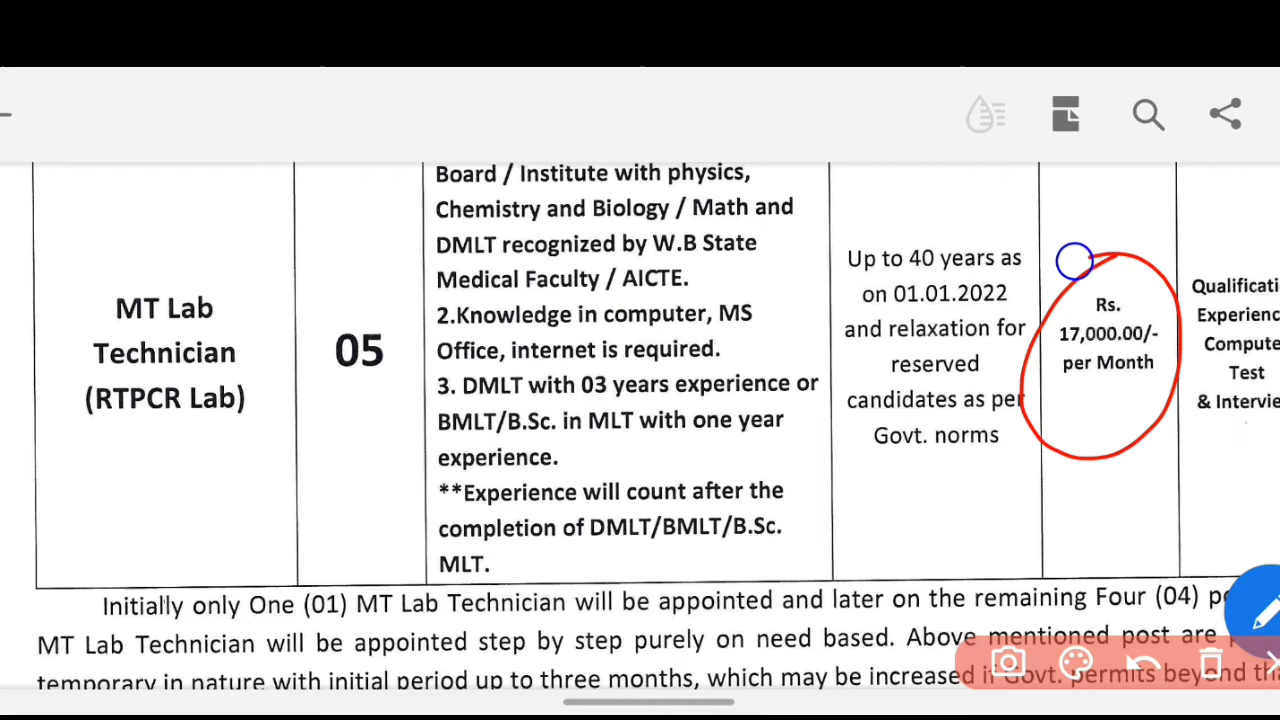 MT Lab
Technician
(RTPCR Lab)
05
Board / Institute with physics,
Chemistry and Biology / Math and
DMLT recognized by W.B State
Medical Faculty / AICTE.
2.Knowledge in computer, MS
Office, internet is required.
3. DMLT with 03 years experience or
BMLT/B.Sc. in MLT with one year
experience.
**Experience will count after the
completion of DMLT/BMLT/B.Sc.
MLT.
Up to 40 years as
on 01.01.2022
and relaxation for
reserved
candidates as per
Govt. norms
Rs.
17,000.00/-
per Month
Qualificati
Experienc
Compute
Test
& Intervie
Initially only One (01) MT Lab Technician will be appointed and later on the remaining Four (04) po
MT Lab Technician will be appointed step by step purely on need based. Above mentioned post are
temporary in nature with initial period up to three months, which may be increased if Govt. permits beyond